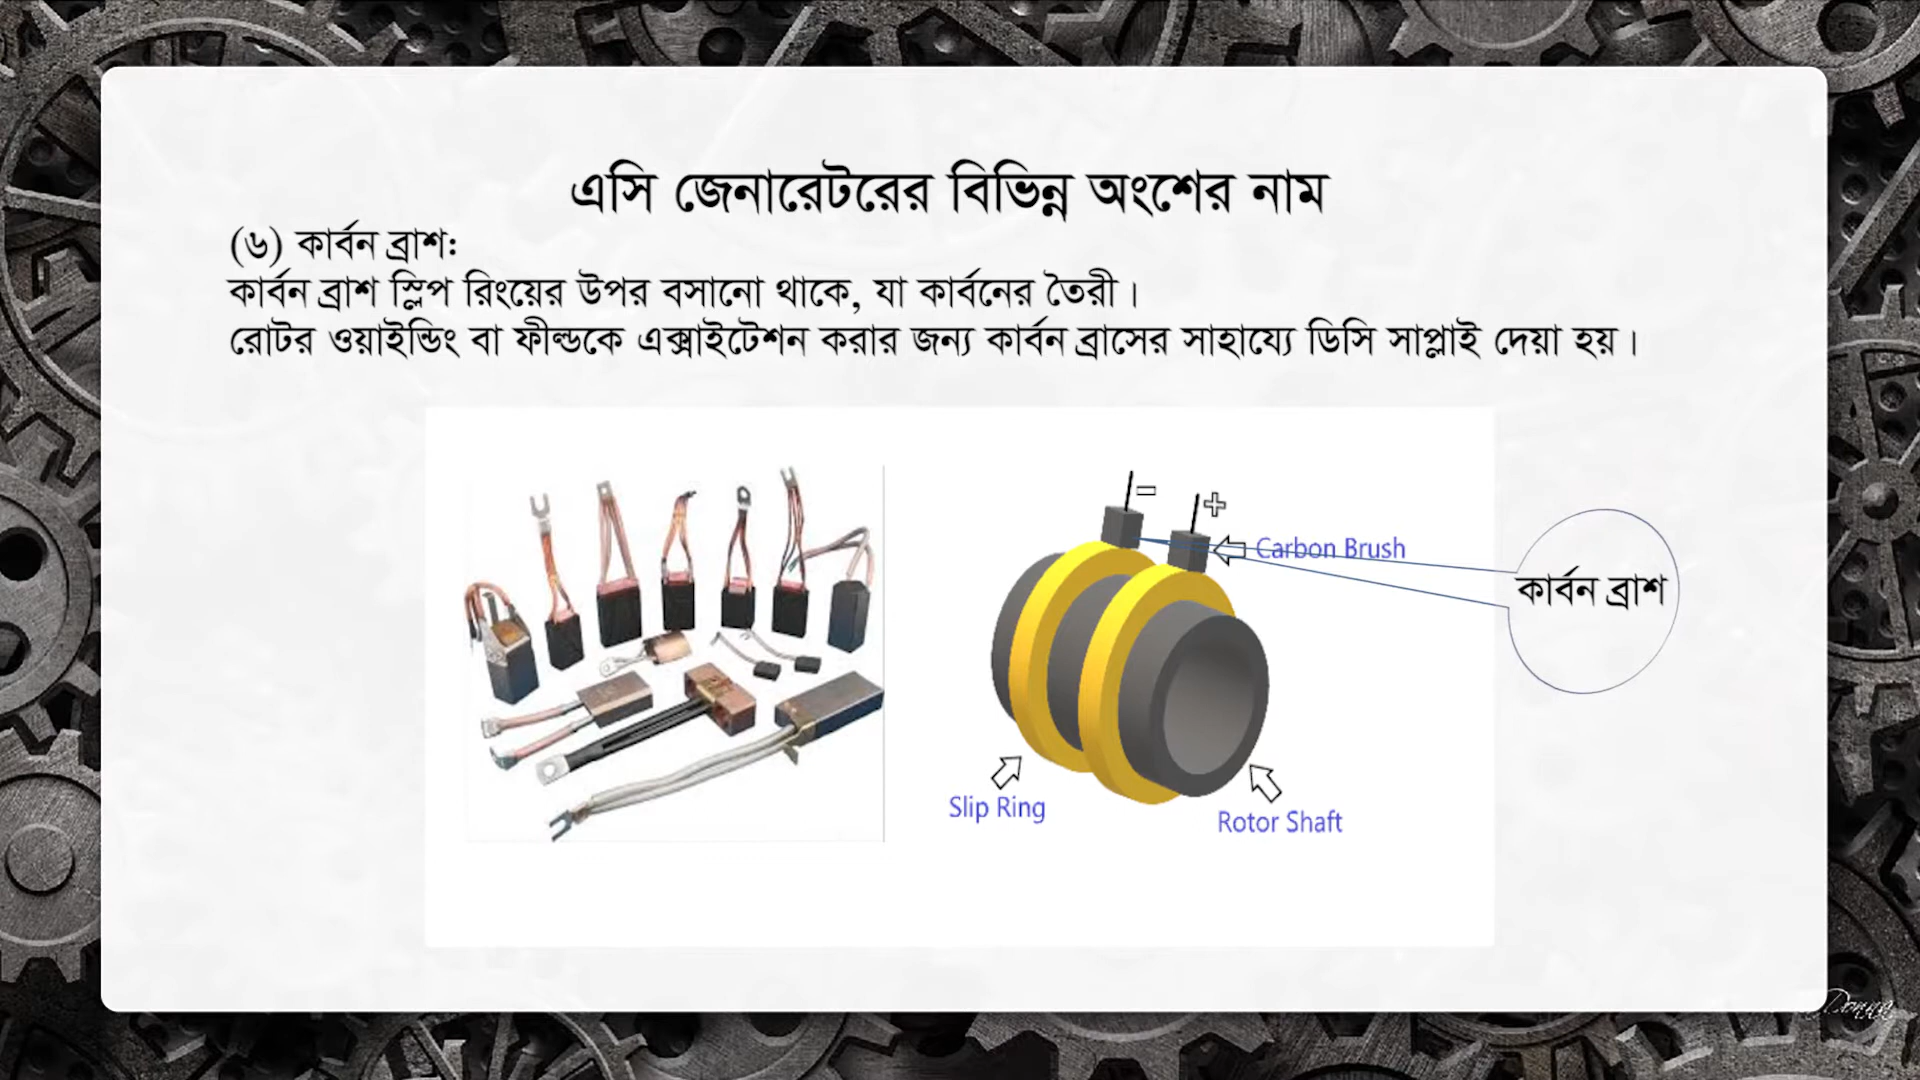 এসি জেনারেটরের বিভিন্ন অংশের নাম
(৬) কার্বন ব্রাশঃ
কার্বন ব্রাশ স্লিপ রিংয়ের উপর বসানো থাকে, যা কার্বনের তৈরী।
রোটর ওয়াইন্ডিং বা ফীল্ডকে এক্সাইটেশন করার জন্য কার্বন ব্রাসের সাহায্যে ডিসি সাপ্লাই দেয়া হয়।
Carbon Brush
কার্বন ব্রাশ
Slip Ring
Rotor Shaft